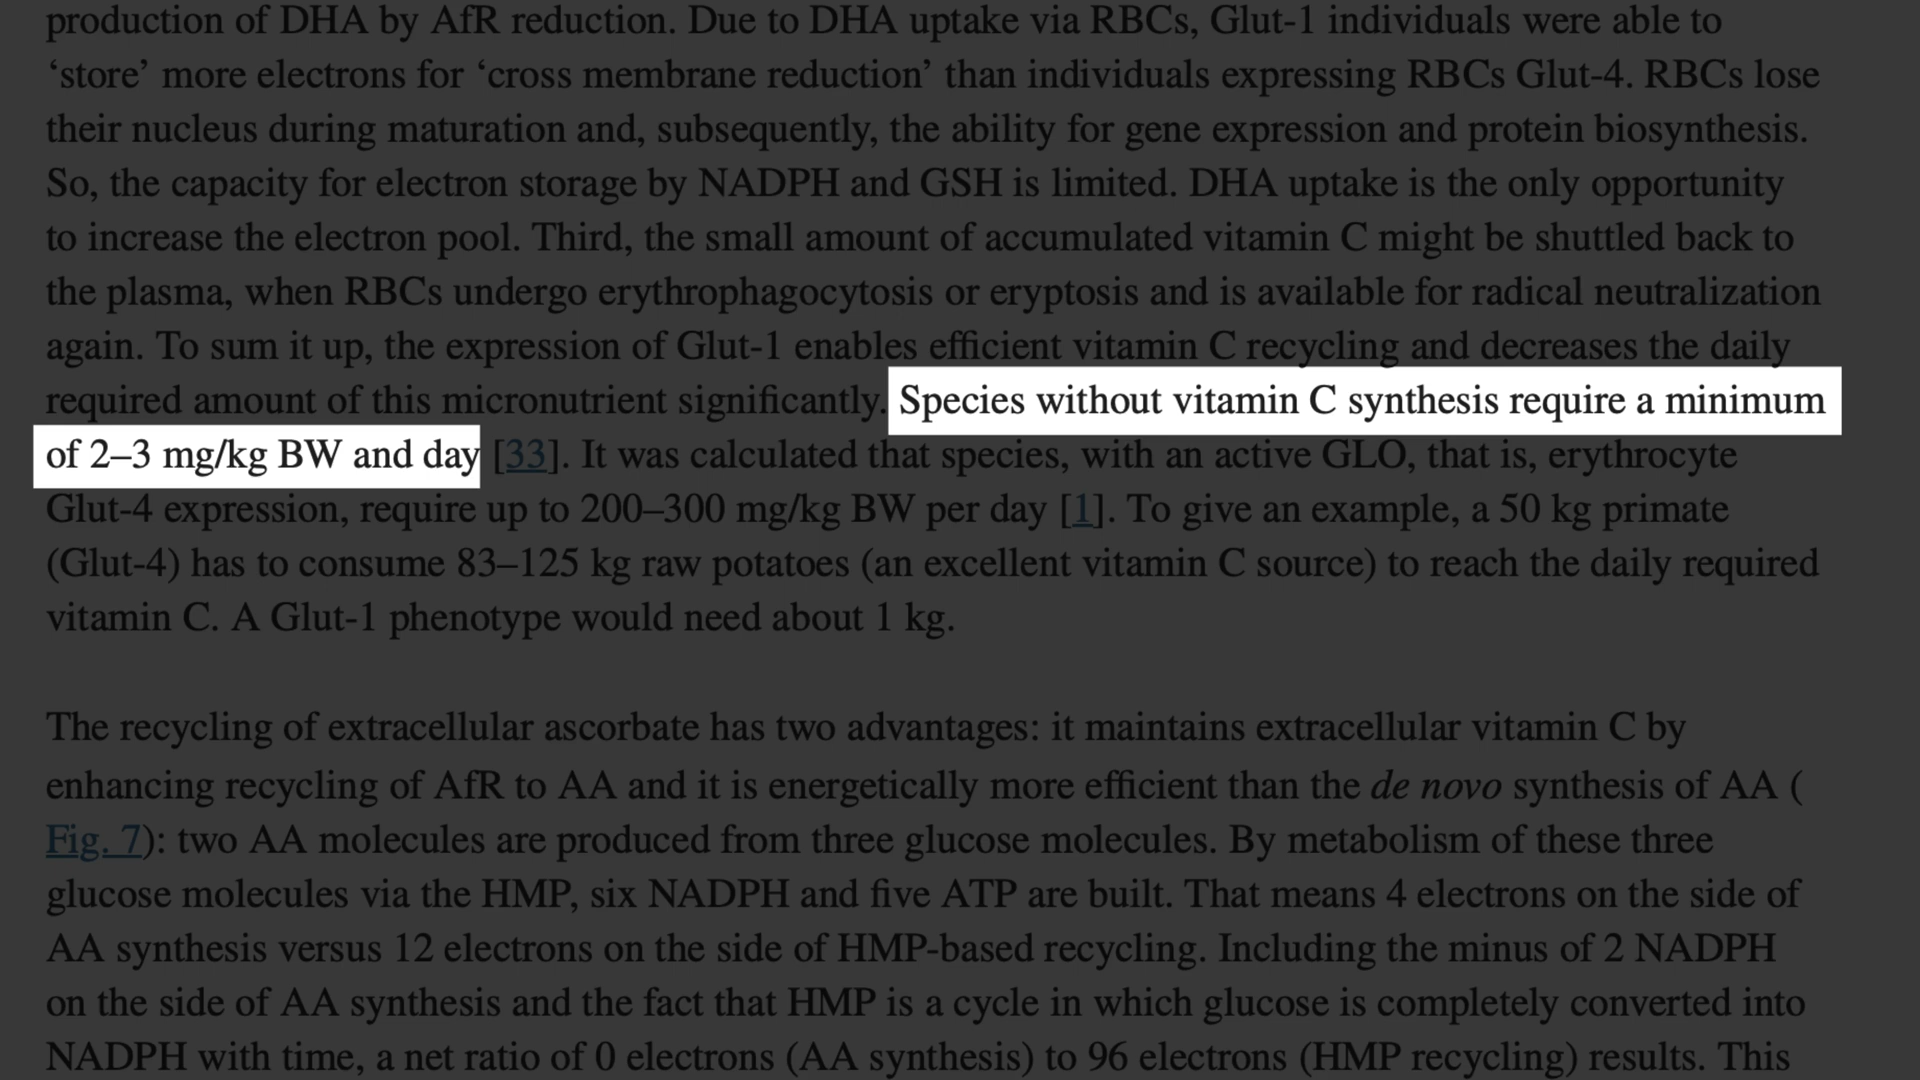 production of DHA by AfR reduction. Due to DHA uptake via RBCs, Glut-1 individuals were able to
‘store’ more electrons for ‘cross membrane reduction’ than individuals expressing RBCs Glut-4. RBCs lose
their nucleus during maturation and, subsequently, the ability for gene expression and protein biosynthesis.
So, the capacity for electron storage by NADPH and GSH is limited. DHA uptake is the only opportunity
to increase the electron pool. Third, the small amount of accumulated vitamin C might be shuttled back to
the plasma, when RBCs undergo erythrophagocytosis or eryptosis and is available for radical neutralization
again. To sum it up, the expression of Glut-1 enables efficient vitamin C recycling and decreases the daily
required amount of this micronutrient significantly. Species without vitamin C synthesis require a minimum
of 2–3 mg/kg BW and day [33]. It was calculated that species, with an active GLO, that is, erythrocyte
Glut-4 expression, require up to 200–300 mg/kg BW per day [1]. To give an example, a 50 kg primate
(Glut-4) has to consume 83–125 kg raw potatoes (an excellent vitamin C source) to reach the daily required
vitamin C. A Glut-1 phenotype would need about 1 kg.
The recycling of extracellular ascorbate has two advantages: it maintains extracellular vitamin C by
enhancing recycling of AfR to AA and it is energetically more efficient than the de novo synthesis of AA (
Fig. 7): two AA molecules are produced from three glucose molecules. By metabolism of these three
glucose molecules via the HMP, six NADPH and five ATP are built. That means 4 electrons on the side of
AA synthesis versus 12 electrons on the side of HMP-based recycling. Including the minus of 2 NADPH
on the side of AA synthesis and the fact that HMP is a cycle in which glucose is completely converted into
NADPH with time, a net ratio of 0 electrons (AA synthesis) to 96 electrons (HMP recycling) results. This